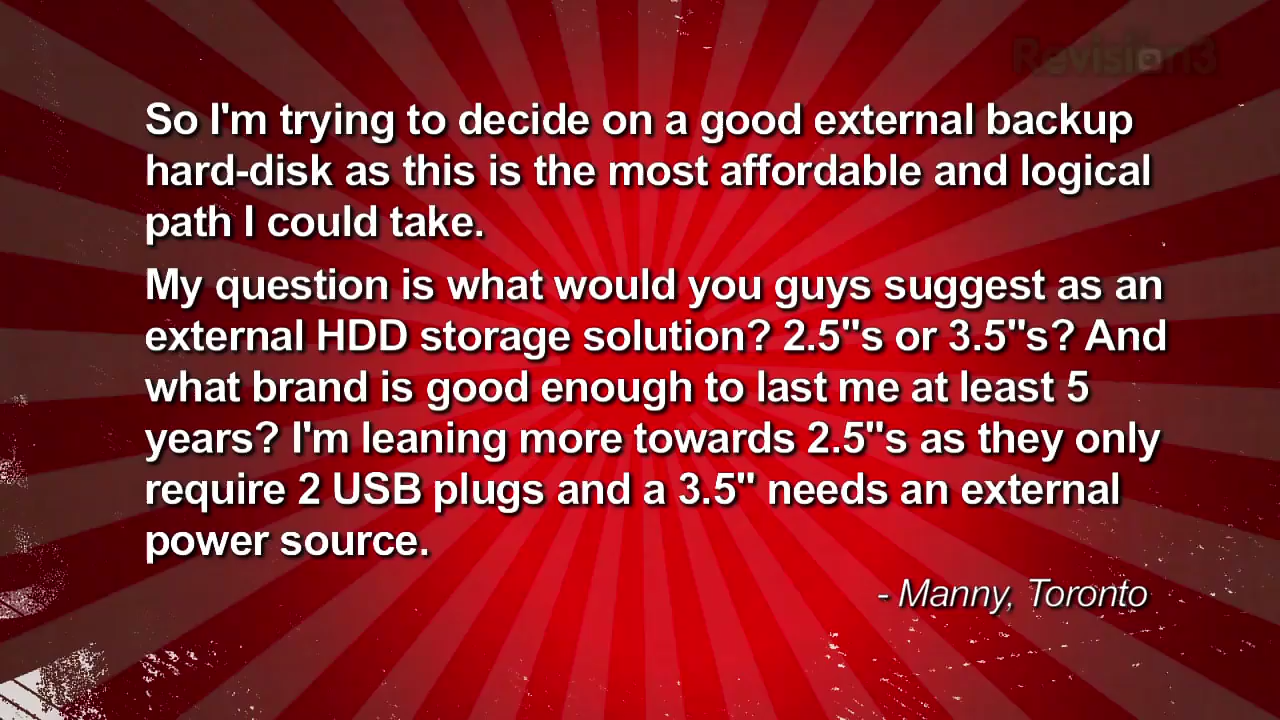 Revision3
So I'm trying to decide on a good external backup
hard-disk as this is the most affordable and logical
path I could take.
My question is what would you guys suggest as an
external HDD storage solution? 2.5"s or 3.5"s? And
what brand is good enough to last me at least 5
years? I'm leaning more towards 2.5"s as they only
require 2 USB plugs and a 3.5" needs an external
power source.
- Manny, Toronto